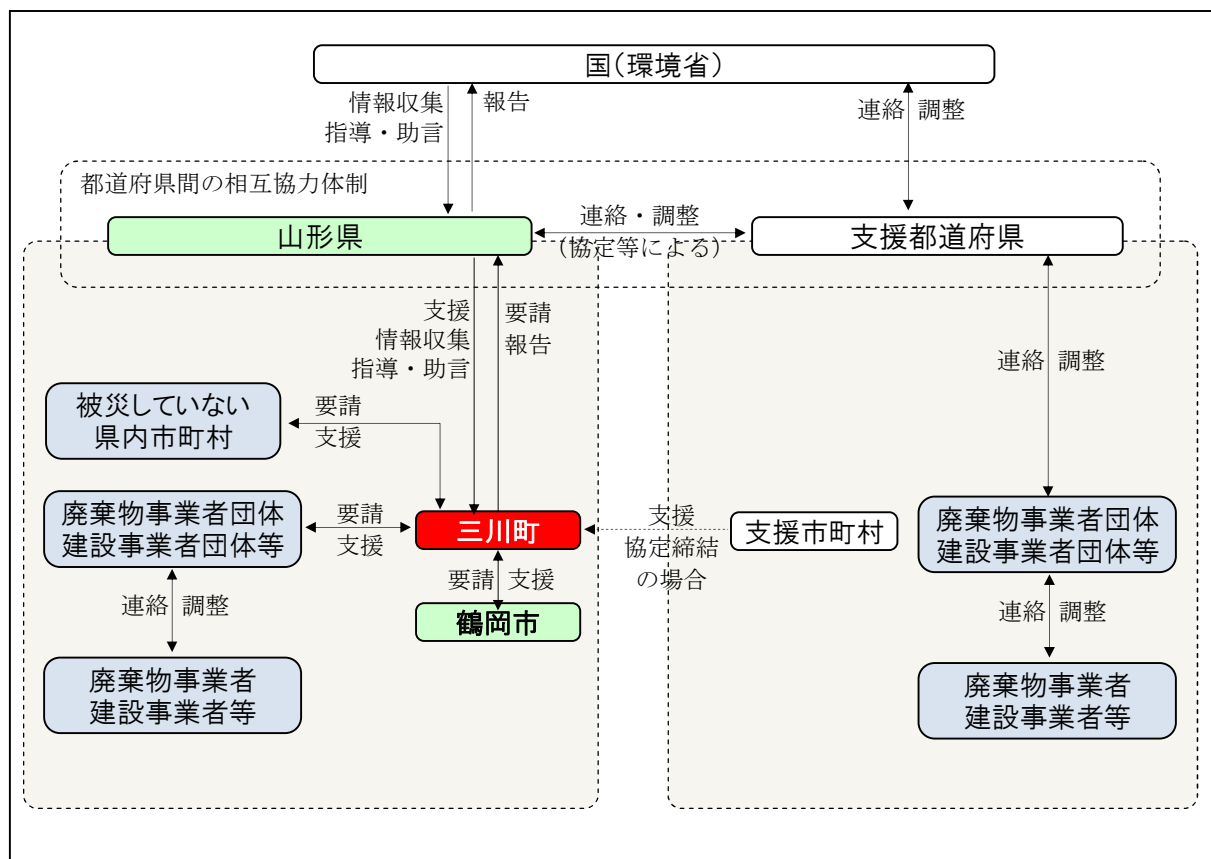 国（環境省）
情報収集
指導・助言
報告
連絡 調整
都道府県間の相互協力体制
山形県
連絡・調整
（協定等による）
支援都道府県
支援
情報収集
指導・助言
要請
報告
連絡 調整
被災していない
県内市町村
要請
支援
廃棄物事業者団体
建設事業者団体等
要請
支援
三川町
支援
協定締結
の場合
支援市町村
廃棄物事業者団体
建設事業者団体等
要請 支援
鶴岡市
連絡 調整
連絡 調整
廃棄物事業者
建設事業者等
廃棄物事業者
建設事業者等